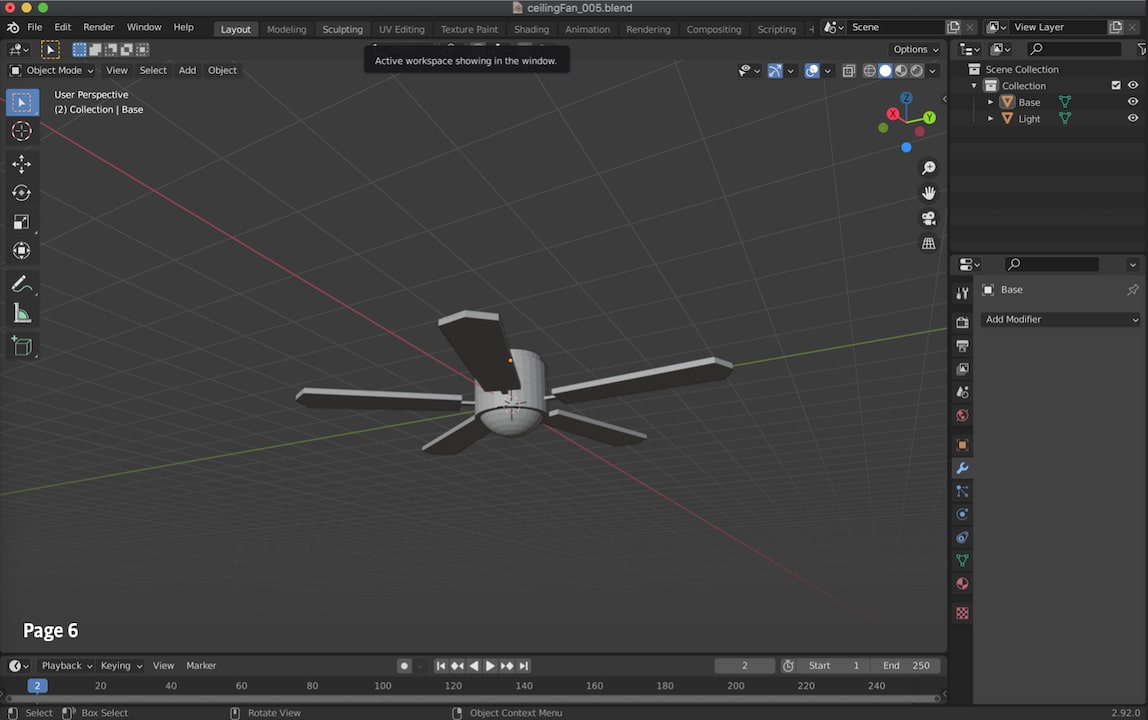 ceilingFan_005.blend
File Edit Render Window Help Layout Modeling Sculpting UV Editing Texture Paint Shading Animation Rendering Compositing Scripting Scene View Layer
Options
Active workspace showing in the window.
Object Mode View Select Add Object
User Perspective
(2) Collection | Base
Z
X
Y
Scene Collection
Collection
Base
Light
Base
Add Modifier
Page 6
Playback Keying View Marker 2 Start 1 End 250
2 20 40 60 80 100 120 140 160 180 200 220 240
Select Box Select Rotate View Object Context Menu 2.92.0